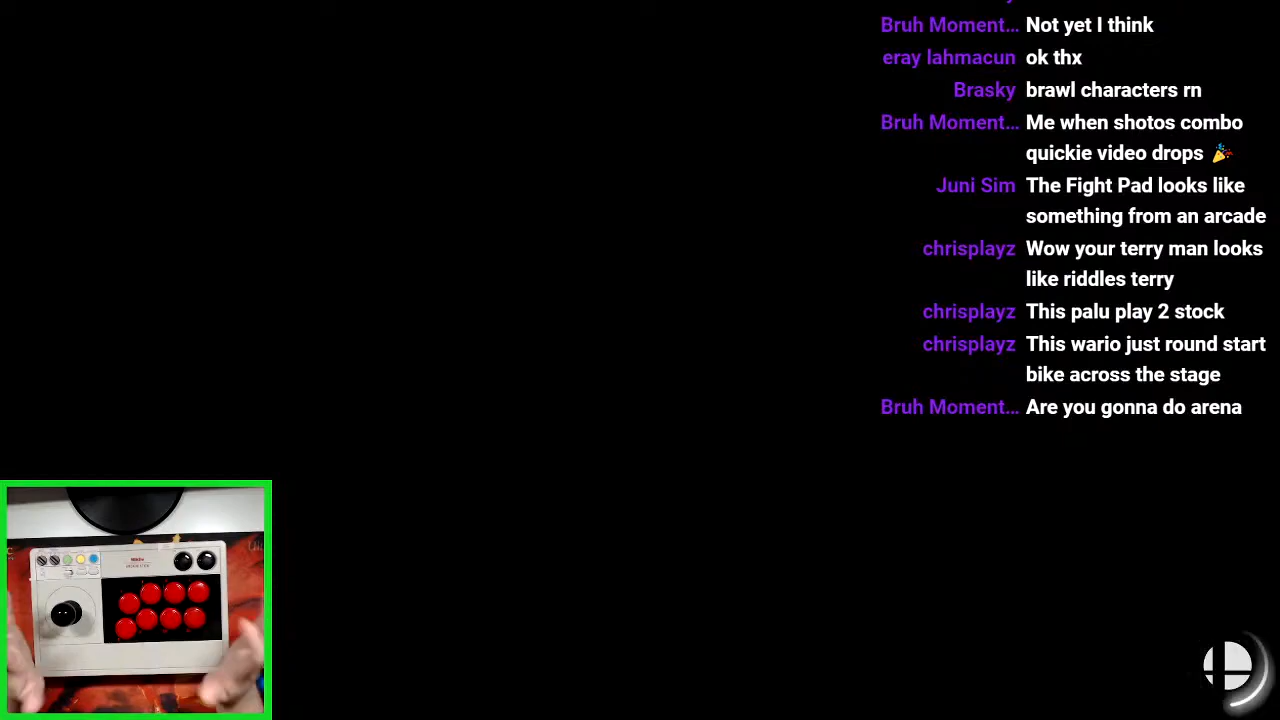 Bruh Moment… Not yet I think
eray lahmacun ok thx
Brasky brawl characters rn
Bruh Moment… Me when shotos combo
quickie video drops 🎉
Juni Sim The Fight Pad looks like
something from an arcade
chrisplayz Wow your terry man looks
like riddles terry
chrisplayz This palu play 2 stock
chrisplayz This wario just round start
bike across the stage
Bruh Moment… Are you gonna do arena